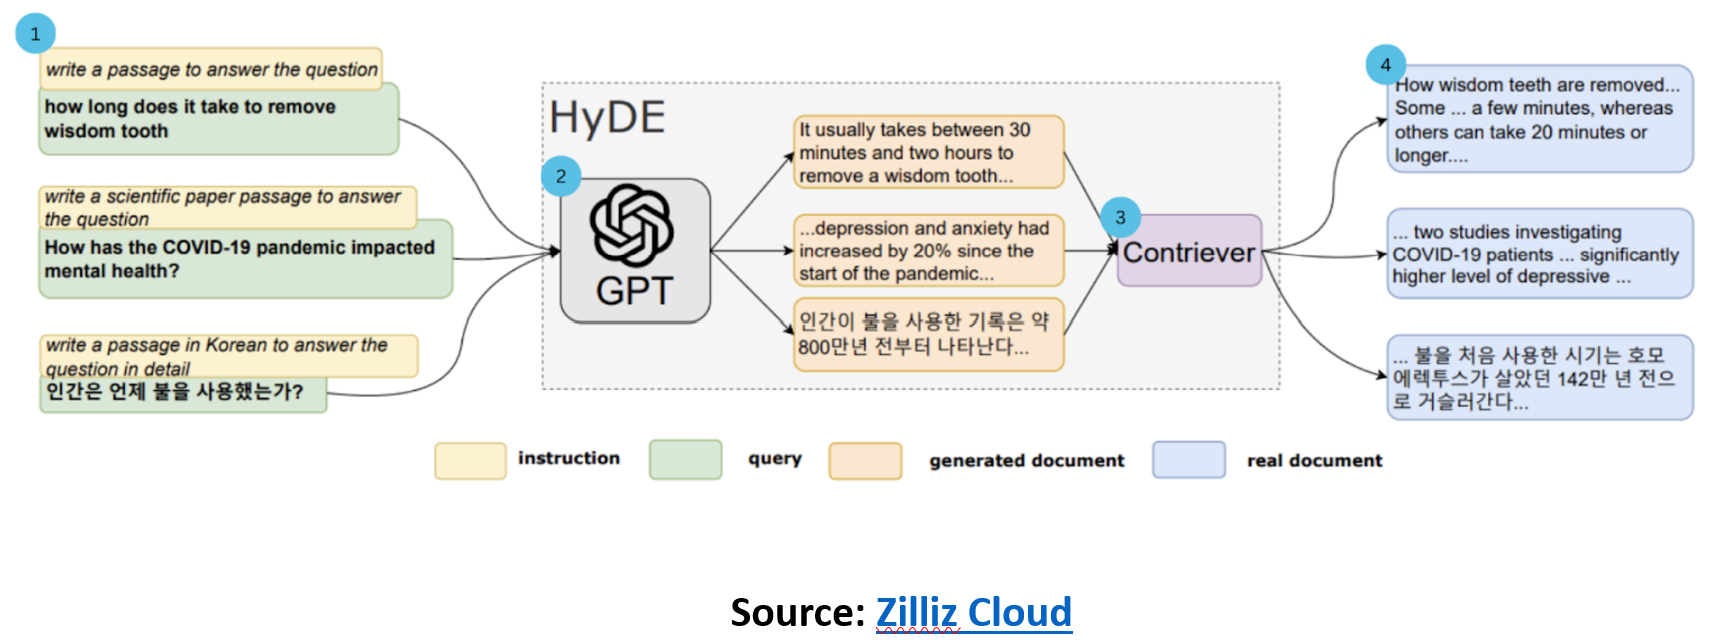 1
write a passage to answer the question
how long does it take to remove
wisdom tooth
write a scientific paper passage to answer
the question
How has the COVID-19 pandemic impacted
mental health?
write a passage in Korean to answer the
question in detail
인간은 언제 불을 사용했는가?
HyDE
2
GPT
It usually takes between 30
minutes and two hours to
remove a wisdom tooth...
...depression and anxiety had
increased by 20% since the
start of the pandemic...
인간이 불을 사용한 기록은 약
800만년 전부터 나타난다...
3
Contriever
4
How wisdom teeth are removed...
Some ... a few minutes, whereas
others can take 20 minutes or
longer....
... two studies investigating
COVID-19 patients ... significantly
higher level of depressive ...
... 불을 처음 사용한 시기는 호모
에렉투스가 살았던 142만 년 전으
로 거슬러간다...
instruction
query
generated document
real document
Source: Zilliz Cloud